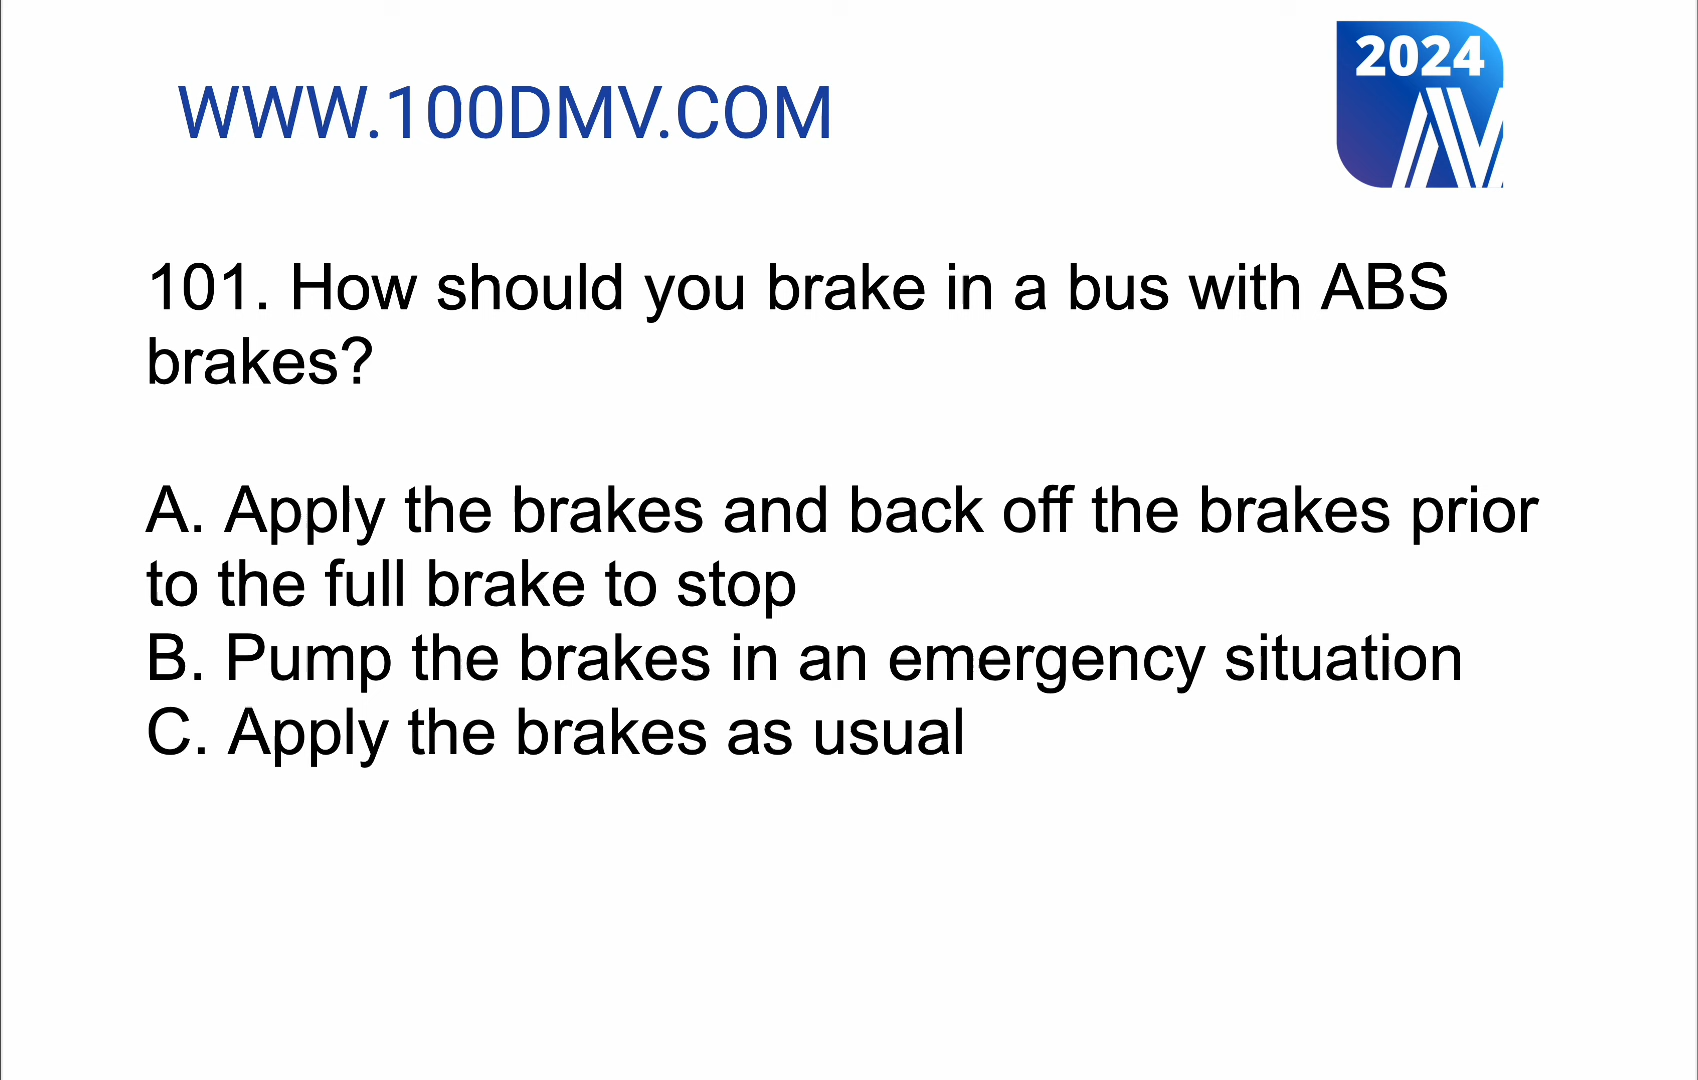 WWW.100DMV.COM
2024
101. How should you brake in a bus with ABS
brakes?
A. Apply the brakes and back off the brakes prior
to the full brake to stop
B. Pump the brakes in an emergency situation
C. Apply the brakes as usual